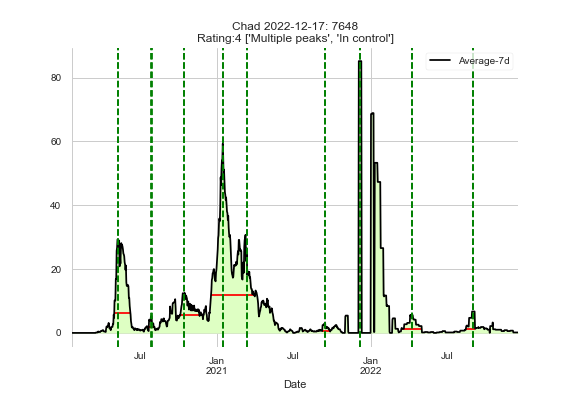 Chad 2022-12-17: 7648
Rating:4 ['Multiple peaks', 'In control']
Average-7d
80
60
40
20
0
Jul
Jan
2021
Jul
Jan
2022
Jul
Date